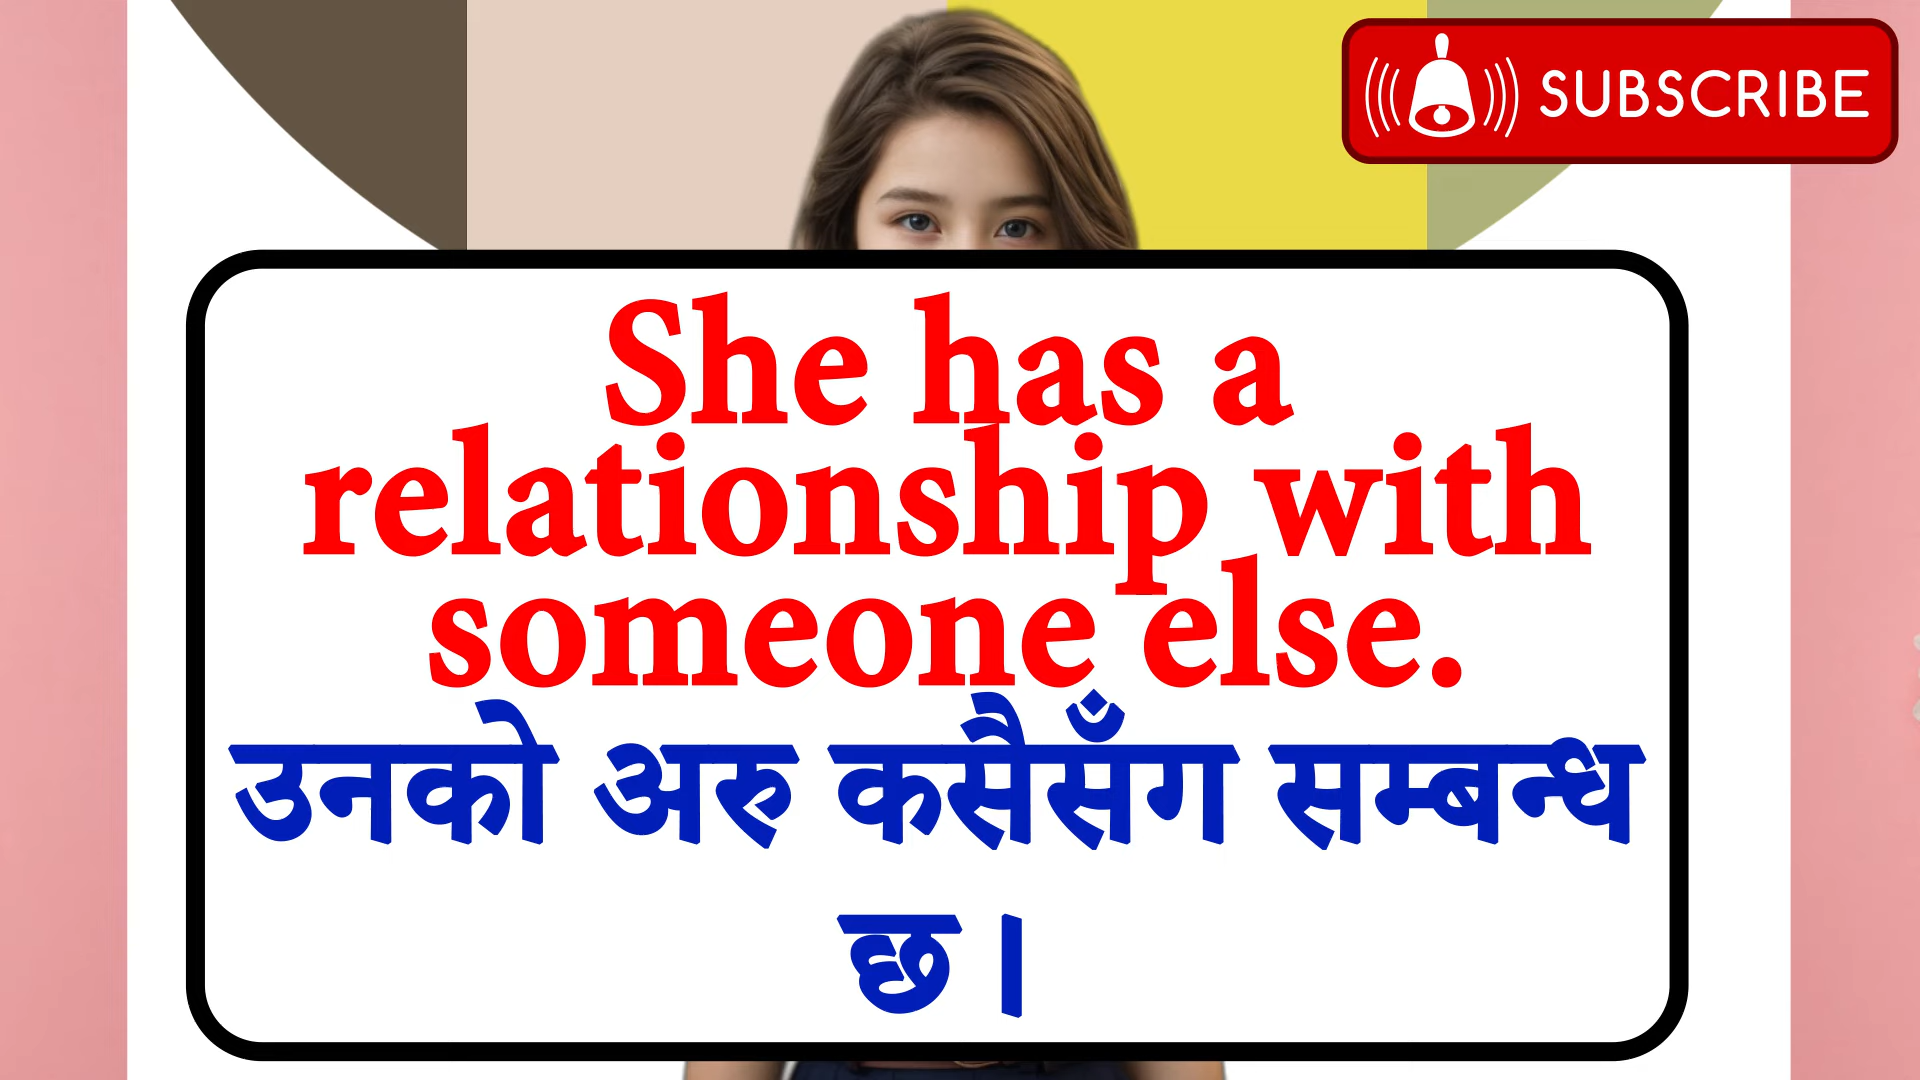 SUBSCRIBE
She has a
relationship with
someone else.
उनको अरु कसैसँग सम्बन्ध
छ।